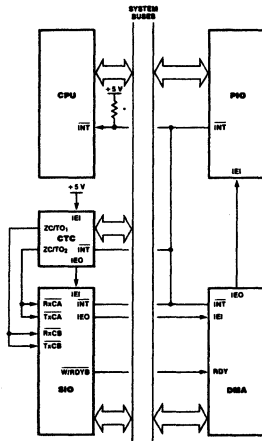 SYSTEM
BUSES
CPU
PIO
+5 V
INT
INT
IEI
+5 V
IEI
ZC/TO1
CTC
ZC/TO2
INT
IEO
IEI
IEO
RxCA
INT
INT
TxCA
IEO
IEI
RxCB
TxCB
W/RDYB
RDY
SIO
DMA